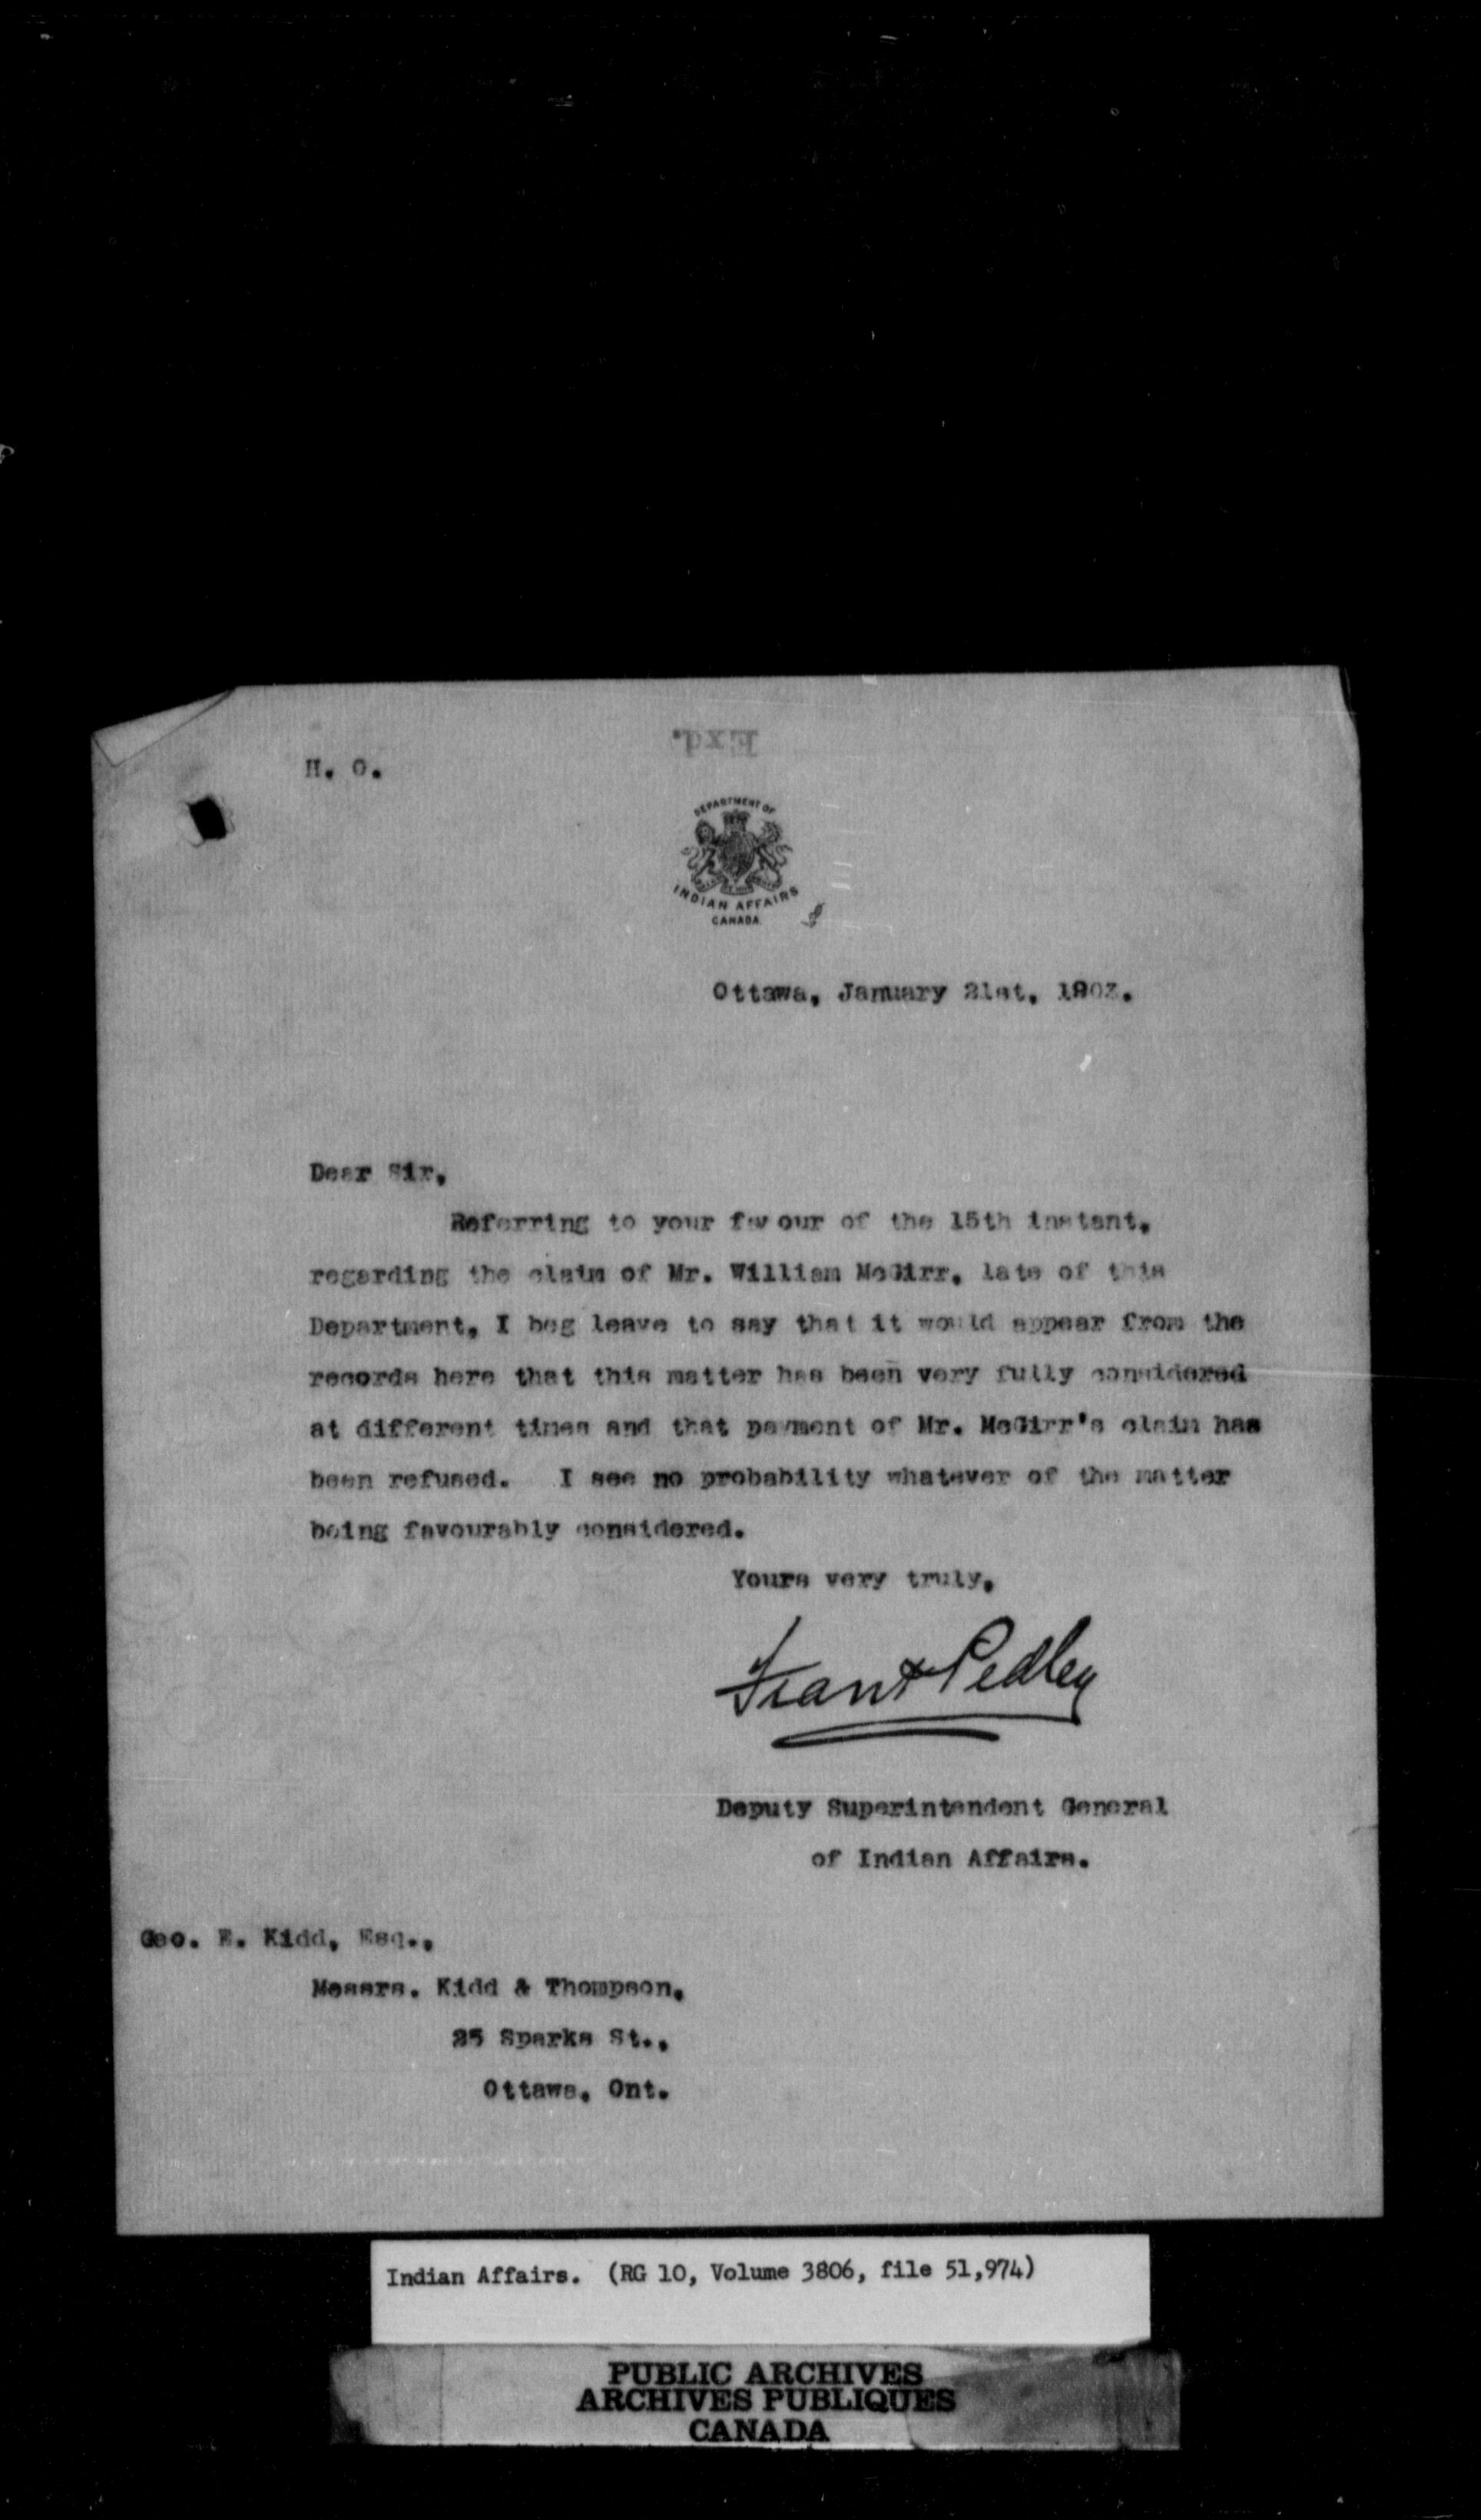 Exd.
H. O.
DEPARTMENT OF
INDIAN AFFAIRS
CANADA
Ottawa, January 21st, 1903.
Dear Sir,
Referring to your favour of the 15th instant,
regarding the claim of Mr. William McGirr, late of this
Department, I beg leave to say that it would appear from the
records here that this matter has been very fully considered
at different times and that payment of Mr. McGirr's claim has
been refused. I see no probability whatever of the matter
being favourably considered.
Yours very truly,
Frank Pedley
Deputy Superintendent General
of Indian Affairs.
Geo. E. Kidd, Esq.,
Messrs. Kidd & Thompson,
25 Sparks St.,
Ottawa, Ont.
Indian Affairs. (RG 10, Volume 3806, file 51,974)
PUBLIC ARCHIVES
ARCHIVES PUBLIQUES
CANADA